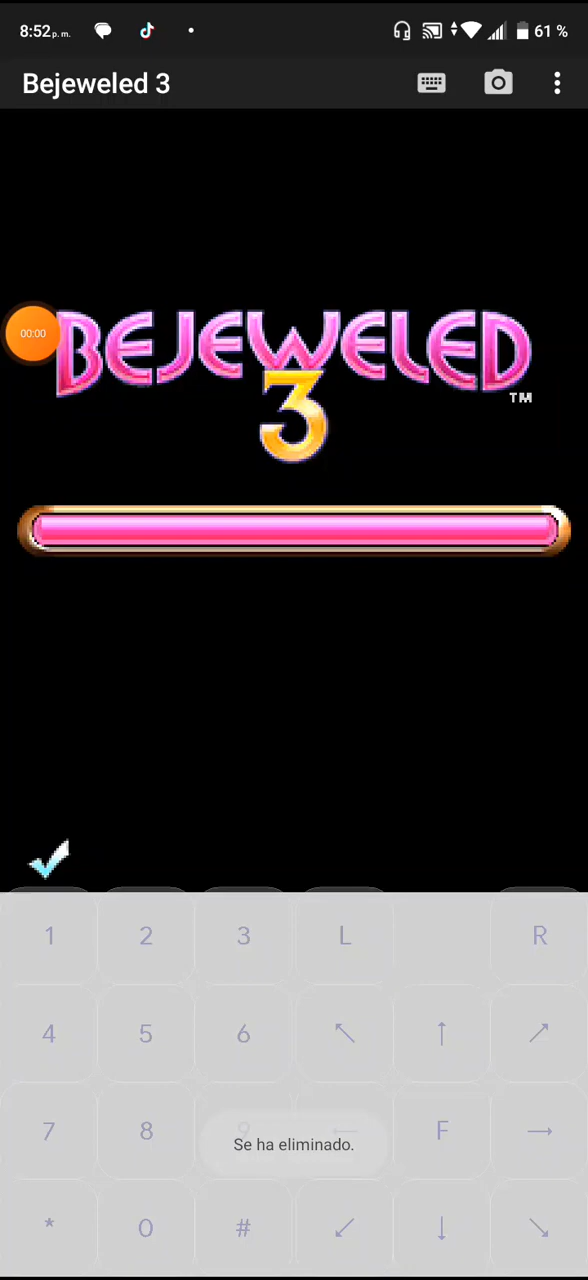 8:52 p. m.
61 %
Bejeweled 3
00:00
BEJEWELED
3
TM
1 2 3 L R
4 5 6 ↖ ↑ ↗
7 8 9 ← F →
Se ha eliminado.
* 0 # ↙ ↓ ↘